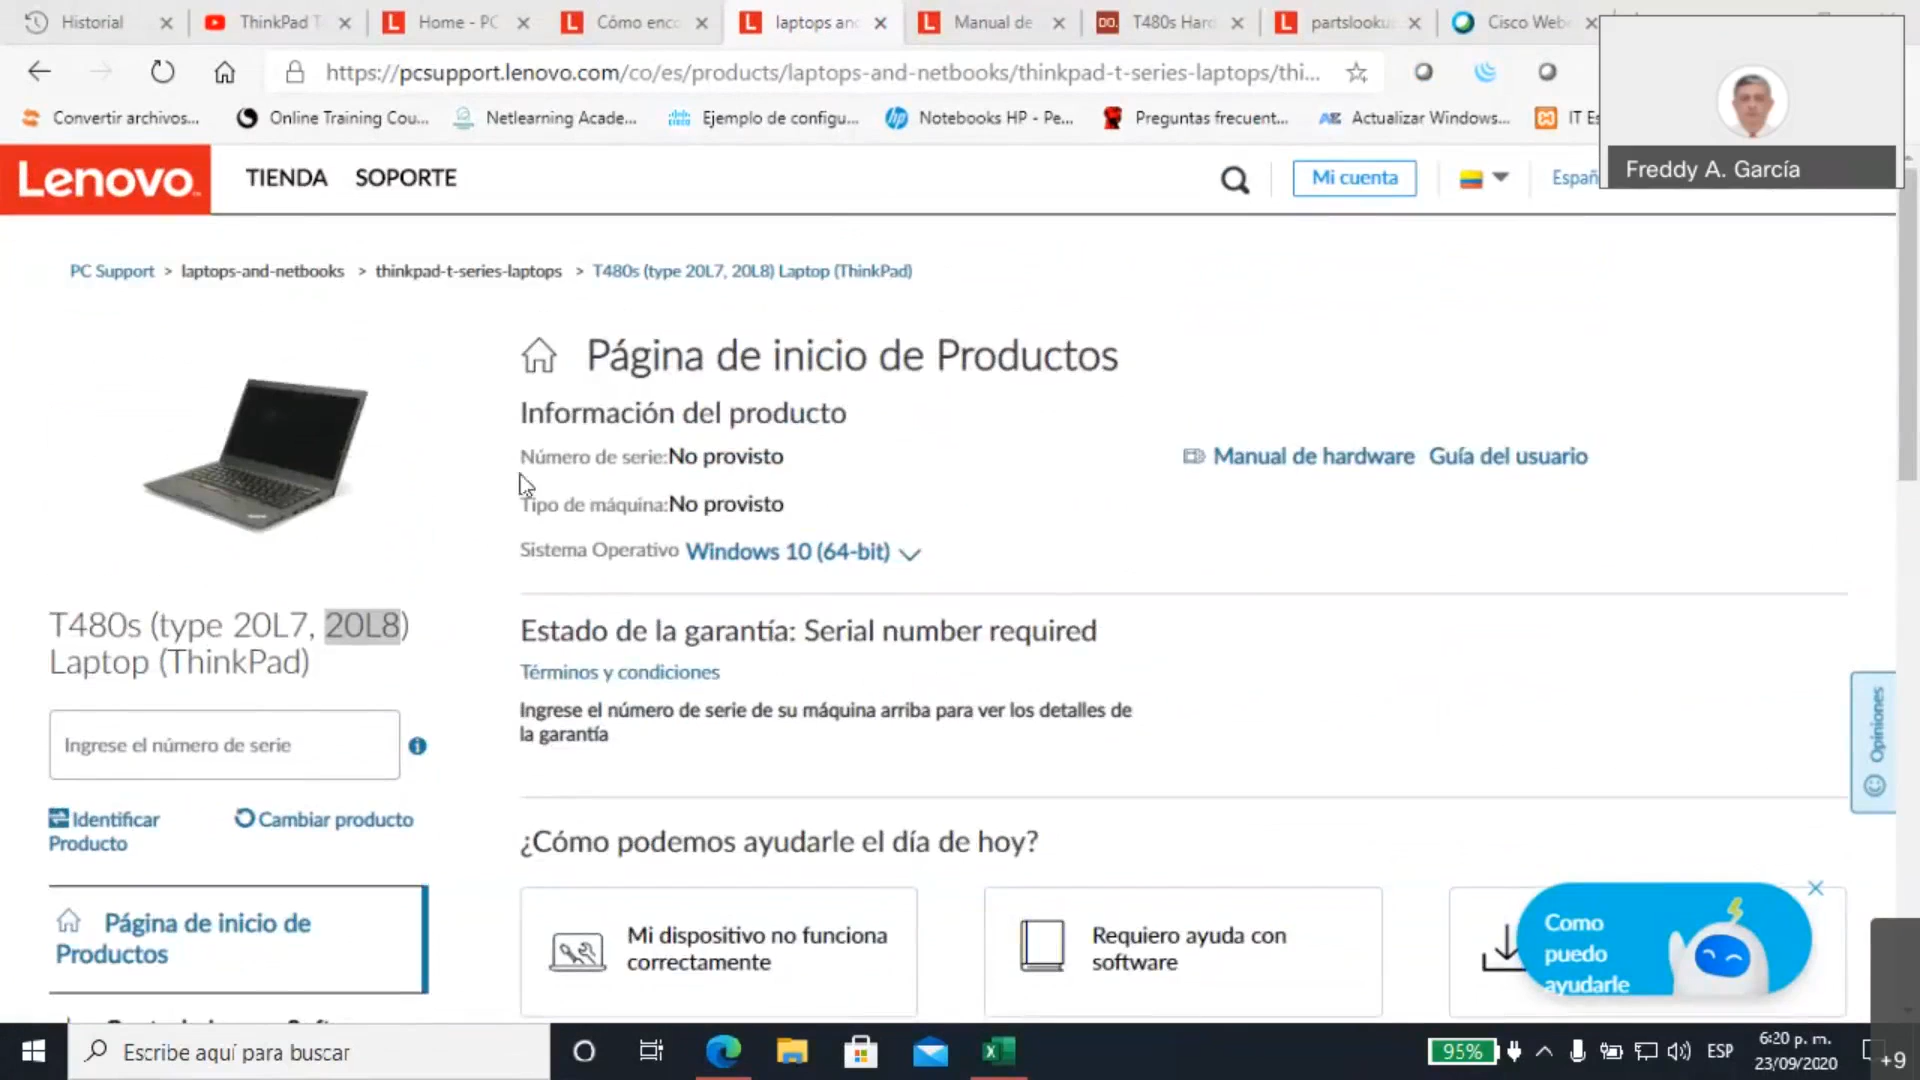 Historial
ThinkPad T
Home - PC
Cómo enco
laptops and
Manual de
T480s Hard
partslooku
Cisco Web
https://pcsupport.lenovo.com/co/es/products/laptops-and-netbooks/thinkpad-t-series-laptops/thi...
Convertir archivos...
Online Training Cou...
Netlearning Acade...
Ejemplo de configu...
Notebooks HP - Pe...
Preguntas frecuent...
Actualizar Windows...
IT Es
Freddy A. García
Lenovo
TIENDA
SOPORTE
Mi cuenta
Españ
PC Support > laptops-and-netbooks > thinkpad-t-series-laptops > T480s (type 20L7, 20L8) Laptop (ThinkPad)
Página de inicio de Productos
Información del producto
Número de serie:No provisto
Manual de hardware
Guía del usuario
Tipo de máquina:No provisto
Sistema Operativo Windows 10 (64-bit)
T480s (type 20L7, 20L8)
Laptop (ThinkPad)
Ingrese el número de serie
Identificar
Producto
Cambiar producto
Página de inicio de
Productos
Estado de la garantía: Serial number required
Términos y condiciones
Ingrese el número de serie de su máquina arriba para ver los detalles de
la garantía
Opiniones
¿Cómo podemos ayudarle el día de hoy?
Mi dispositivo no funciona
correctamente
Requiero ayuda con
software
Como
puedo
ayudarle
Escribe aquí para buscar
95%
ESP
6:20 p. m.
23/09/2020
+9